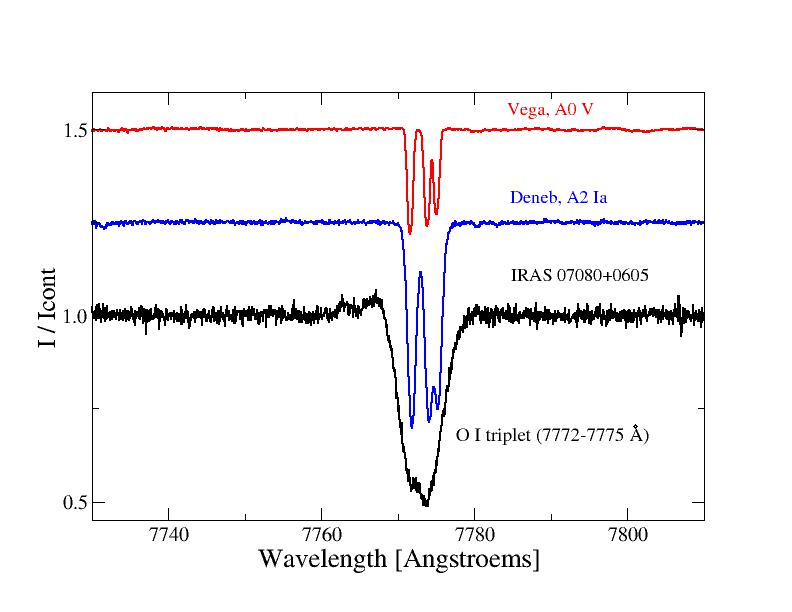 Vega, A0 V
1.5
Deneb, A2 Ia
IRAS 07080+0605
1.0
I / Icont
O I triplet (7772-7775 Å)
0.5
7740 7760 7780 7800
Wavelength [Angstroems]